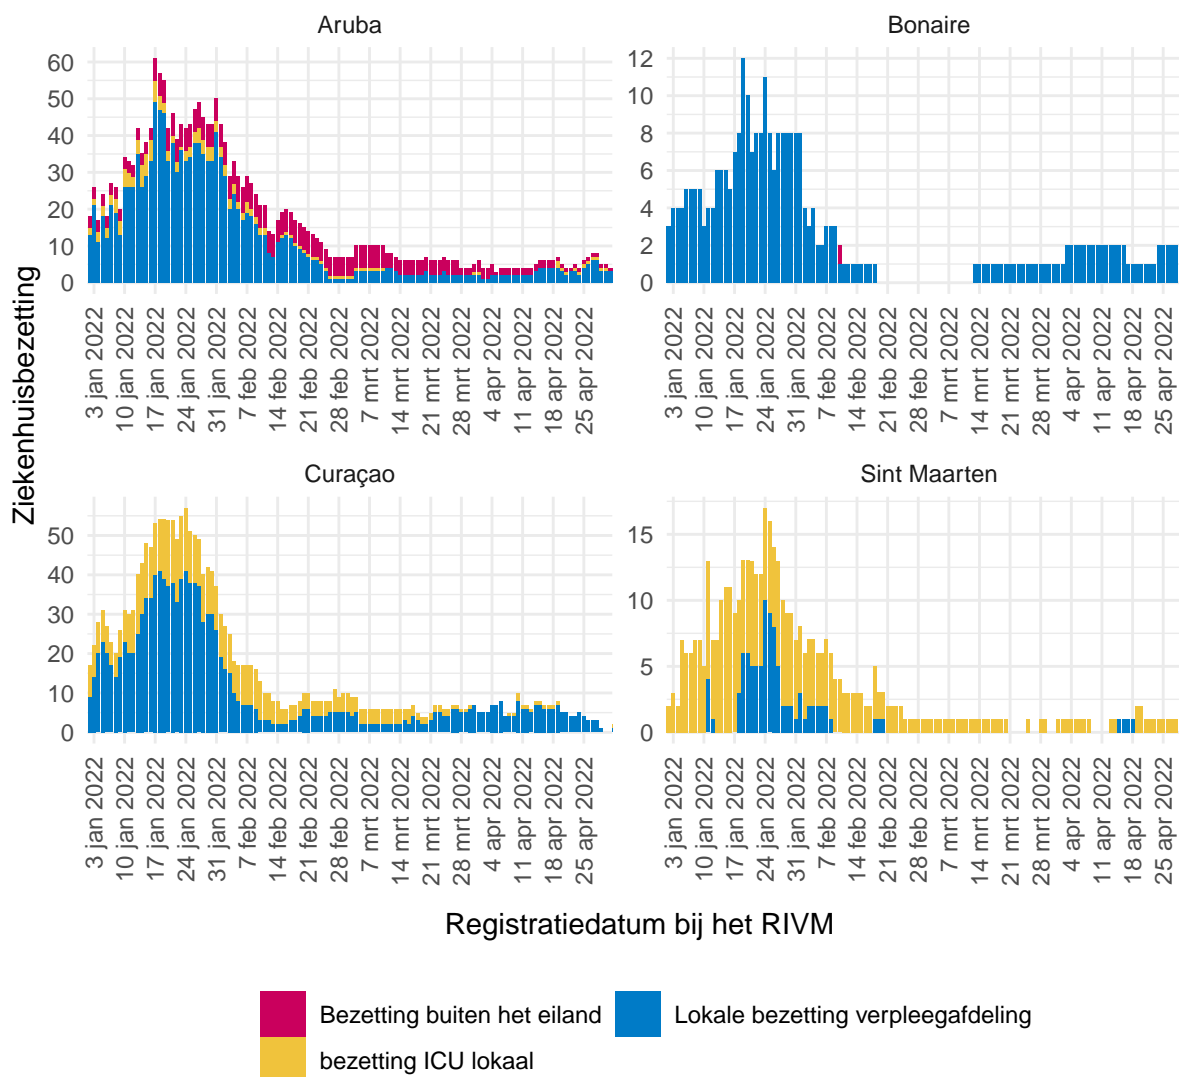 Aruba
Bonaire
60
50
40
30
20
10
0
12
10
8
6
4
2
0
3 jan 2022
10 jan 2022
17 jan 2022
24 jan 2022
31 jan 2022
7 feb 2022
14 feb 2022
21 feb 2022
28 feb 2022
7 mrt 2022
14 mrt 2022
21 mrt 2022
28 mrt 2022
4 apr 2022
11 apr 2022
18 apr 2022
25 apr 2022
3 jan 2022
10 jan 2022
17 jan 2022
24 jan 2022
31 jan 2022
7 feb 2022
14 feb 2022
21 feb 2022
28 feb 2022
7 mrt 2022
14 mrt 2022
21 mrt 2022
28 mrt 2022
4 apr 2022
11 apr 2022
18 apr 2022
25 apr 2022
Ziekenhuisbezetting
Curaçao
Sint Maarten
50
40
30
20
10
0
15
10
5
0
3 jan 2022
10 jan 2022
17 jan 2022
24 jan 2022
31 jan 2022
7 feb 2022
14 feb 2022
21 feb 2022
28 feb 2022
7 mrt 2022
14 mrt 2022
21 mrt 2022
28 mrt 2022
4 apr 2022
11 apr 2022
18 apr 2022
25 apr 2022
3 jan 2022
10 jan 2022
17 jan 2022
24 jan 2022
31 jan 2022
7 feb 2022
14 feb 2022
21 feb 2022
28 feb 2022
7 mrt 2022
14 mrt 2022
21 mrt 2022
28 mrt 2022
4 apr 2022
11 apr 2022
18 apr 2022
25 apr 2022
Registratiedatum bij het RIVM
Bezetting buiten het eiland
Lokale bezetting verpleegafdeling
bezetting ICU lokaal